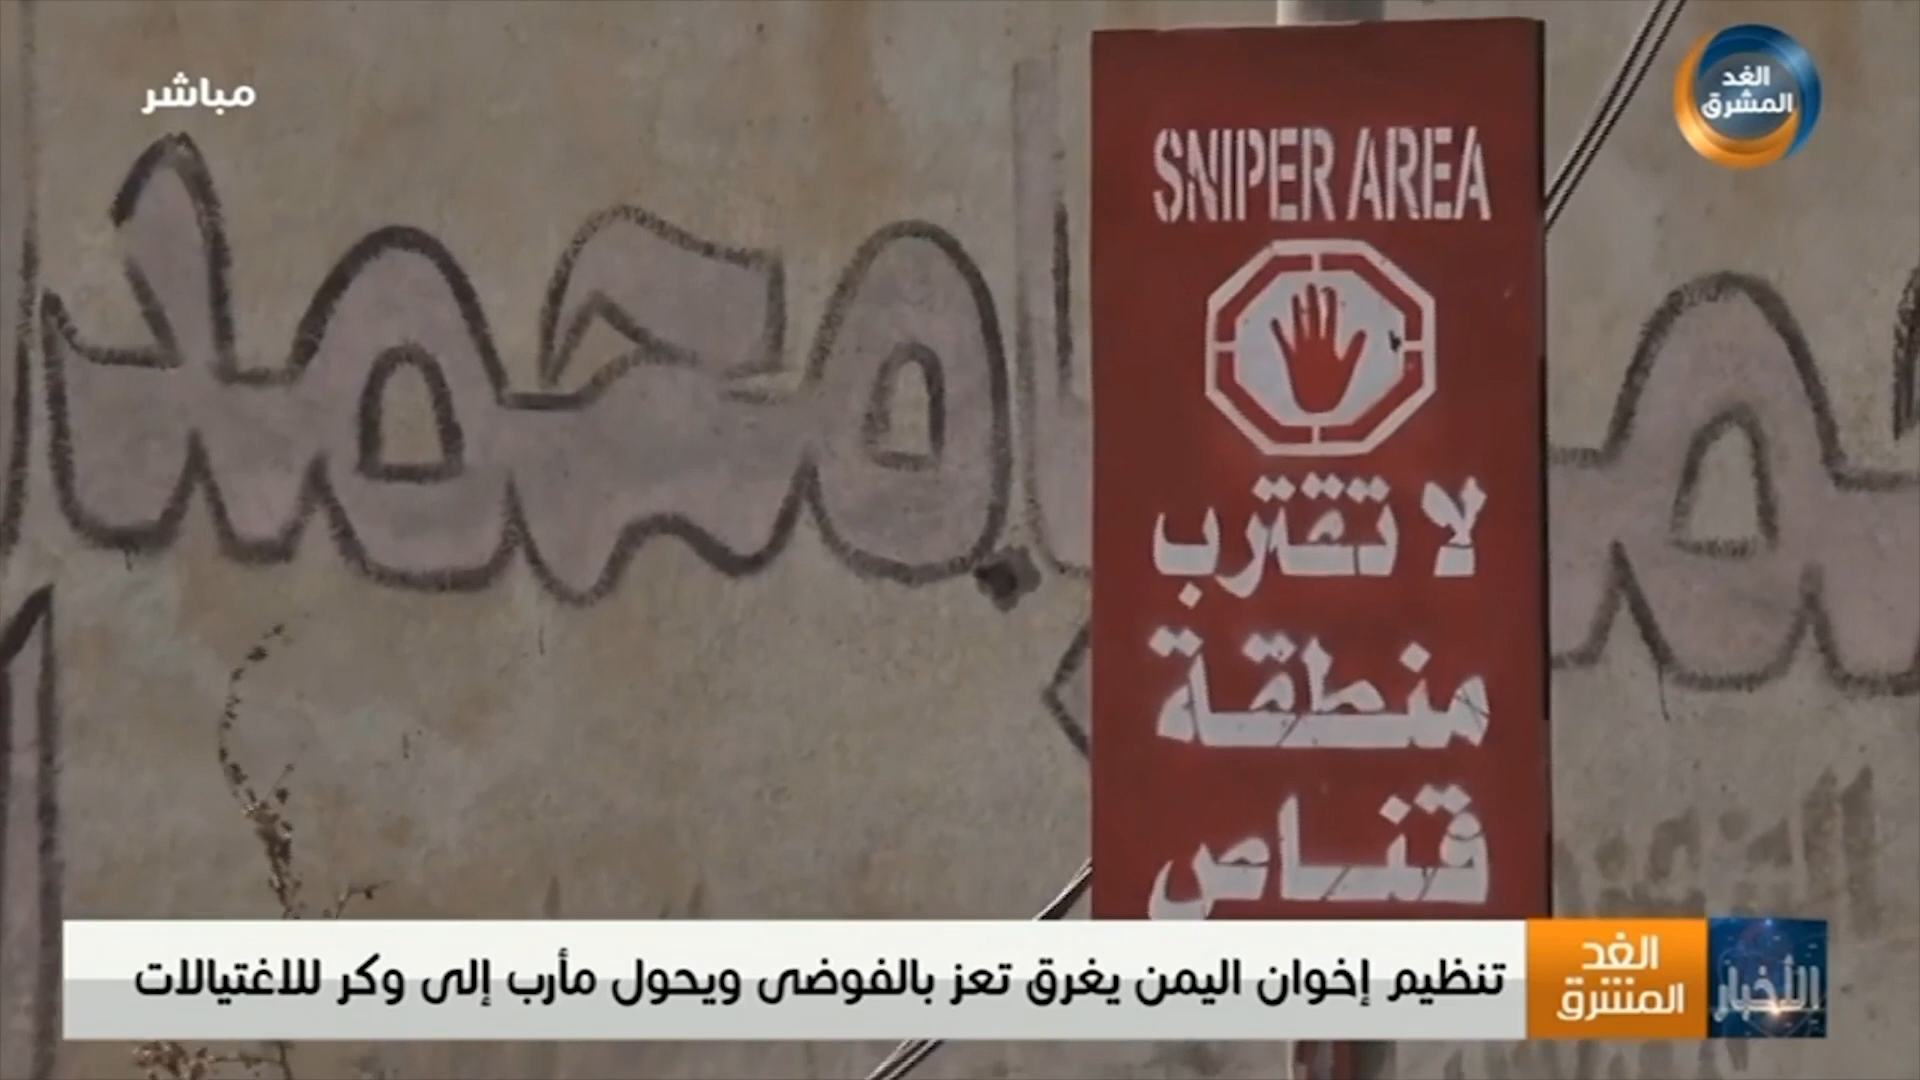 مباشر
الغد
المشرق
محمد
SNIPER AREA
لا تقترب
منطقة
قناص
تنظيم إخوان اليمن يغرق تعز بالفوضى ويحول مأرب إلى وكر للاغتيالات
الغد
المشرق
الأخبار